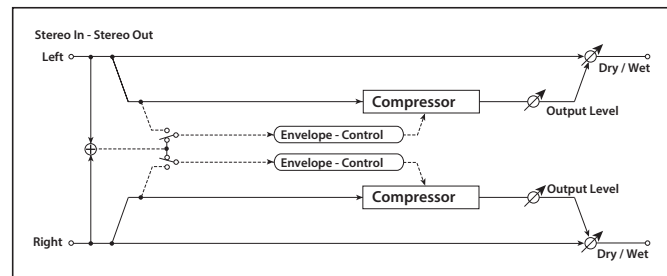 Stereo In - Stereo Out
Left
Dry / Wet
Compressor
Output Level
Envelope - Control
Envelope - Control
Compressor
Output Level
Right
Dry / Wet